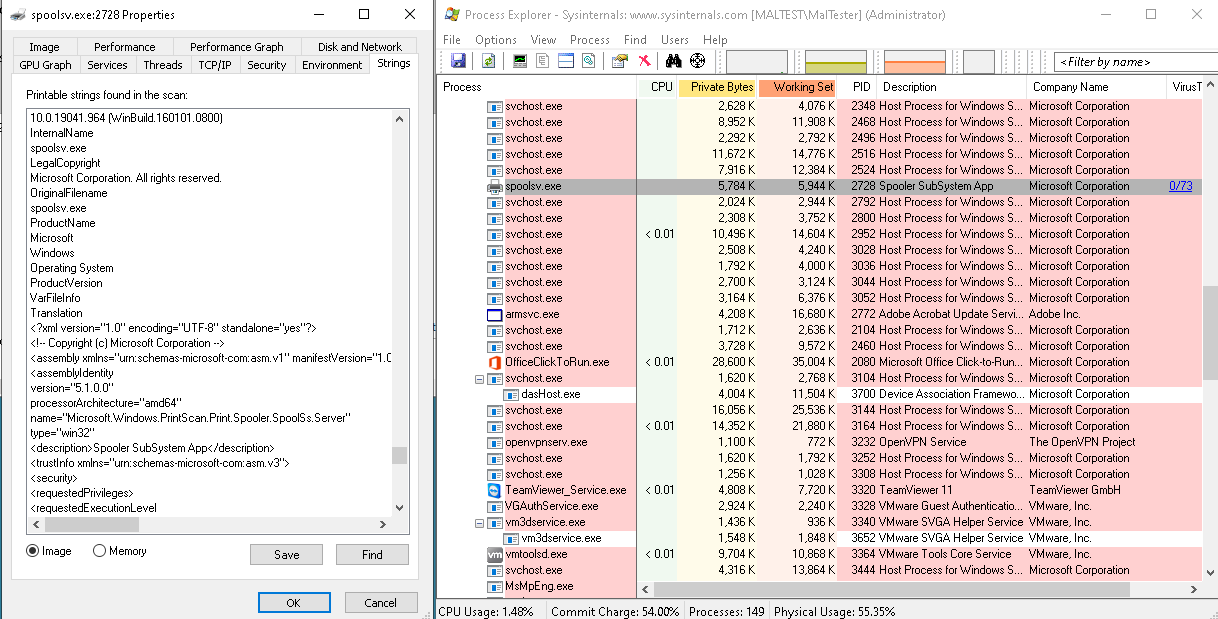 spoolsv.exe:2728 Properties
Image
Performance
Performance Graph
Disk and Network
GPU Graph
Services
Threads
TCP/IP
Security
Environment
Strings
Printable strings found in the scan:
10.0.19041.964 (WinBuild.160101.0800)
InternalName
spoolsv.exe
LegalCopyright
Microsoft Corporation. All rights reserved.
OriginalFilename
spoolsv.exe
ProductName
Microsoft
Windows
Operating System
ProductVersion
VarFileInfo
Translation
<?xml version="1.0" encoding="UTF-8" standalone="yes"?>
<!-- Copyright (c) Microsoft Corporation -->
<assembly xmlns="urn:schemas-microsoft-com:asm.v1" manifestVersion="1.0
<assemblyIdentity
version="5.1.0.0"
processorArchitecture="amd64"
name="Microsoft.Windows.PrintScan.Print.Spooler.SpoolSs.Server"
type="win32"
<description>Spooler SubSystem App</description>
<trustInfo xmlns="urn:schemas-microsoft-com:asm.v3">
<security>
<requestedPrivileges>
<requestedExecutionLevel
Image
Memory
Save
Find
OK
Cancel
Process Explorer - Sysinternals: www.sysinternals.com [MALTEST\MalTester] (Administrator)
File Options View Process Find Users Help
<Filter by name>
Process CPU Private Bytes Working Set PID Description Company Name VirusT
svchost.exe 2,628 K 4,076 K 2348 Host Process for Windows S... Microsoft Corporation
svchost.exe 8,952 K 11,908 K 2468 Host Process for Windows S... Microsoft Corporation
svchost.exe 2,292 K 2,792 K 2496 Host Process for Windows S... Microsoft Corporation
svchost.exe 11,672 K 14,776 K 2516 Host Process for Windows S... Microsoft Corporation
svchost.exe 7,916 K 12,384 K 2524 Host Process for Windows S... Microsoft Corporation
spoolsv.exe 5,784 K 5,944 K 2728 Spooler SubSystem App Microsoft Corporation 0/73
svchost.exe 2,024 K 2,944 K 2792 Host Process for Windows S... Microsoft Corporation
svchost.exe 2,308 K 3,752 K 2800 Host Process for Windows S... Microsoft Corporation
svchost.exe < 0.01 10,496 K 14,604 K 2952 Host Process for Windows S... Microsoft Corporation
svchost.exe 2,508 K 4,240 K 3028 Host Process for Windows S... Microsoft Corporation
svchost.exe 1,792 K 4,000 K 3036 Host Process for Windows S... Microsoft Corporation
svchost.exe 2,700 K 3,124 K 3044 Host Process for Windows S... Microsoft Corporation
svchost.exe 3,164 K 6,376 K 3052 Host Process for Windows S... Microsoft Corporation
armsvc.exe 4,208 K 16,680 K 2772 Adobe Acrobat Update Servi... Adobe Inc.
svchost.exe 1,712 K 2,636 K 2104 Host Process for Windows S... Microsoft Corporation
svchost.exe 3,728 K 9,572 K 2460 Host Process for Windows S... Microsoft Corporation
OfficeClickToRun.exe < 0.01 28,600 K 35,004 K 2080 Microsoft Office Click-to-Run... Microsoft Corporation
svchost.exe 1,620 K 2,768 K 3104 Host Process for Windows S... Microsoft Corporation
dasHost.exe 4,004 K 11,504 K 3700 Device Association Framewo... Microsoft Corporation
svchost.exe 16,056 K 25,536 K 3144 Host Process for Windows S... Microsoft Corporation
svchost.exe < 0.01 14,352 K 21,880 K 3164 Host Process for Windows S... Microsoft Corporation
openvpnserv.exe 1,100 K 772 K 3232 OpenVPN Service The OpenVPN Project
svchost.exe 1,620 K 1,792 K 3252 Host Process for Windows S... Microsoft Corporation
svchost.exe 1,256 K 1,028 K 3308 Host Process for Windows S... Microsoft Corporation
TeamViewer_Service.exe < 0.01 4,808 K 7,720 K 3320 TeamViewer 11 TeamViewer GmbH
VGAuthService.exe 2,924 K 2,240 K 3328 VMware Guest Authenticatio... VMware, Inc.
vm3dservice.exe 1,436 K 936 K 3340 VMware SVGA Helper Service VMware, Inc.
vm3dservice.exe 1,548 K 1,848 K 3652 VMware SVGA Helper Service VMware, Inc.
vm vmtoolsd.exe < 0.01 9,704 K 10,868 K 3364 VMware Tools Core Service VMware, Inc.
svchost.exe 4,316 K 13,864 K 3444 Host Process for Windows S... Microsoft Corporation
MsMpEng.exe
CPU Usage: 1.48% Commit Charge: 54.00% Processes: 149 Physical Usage: 55.35%